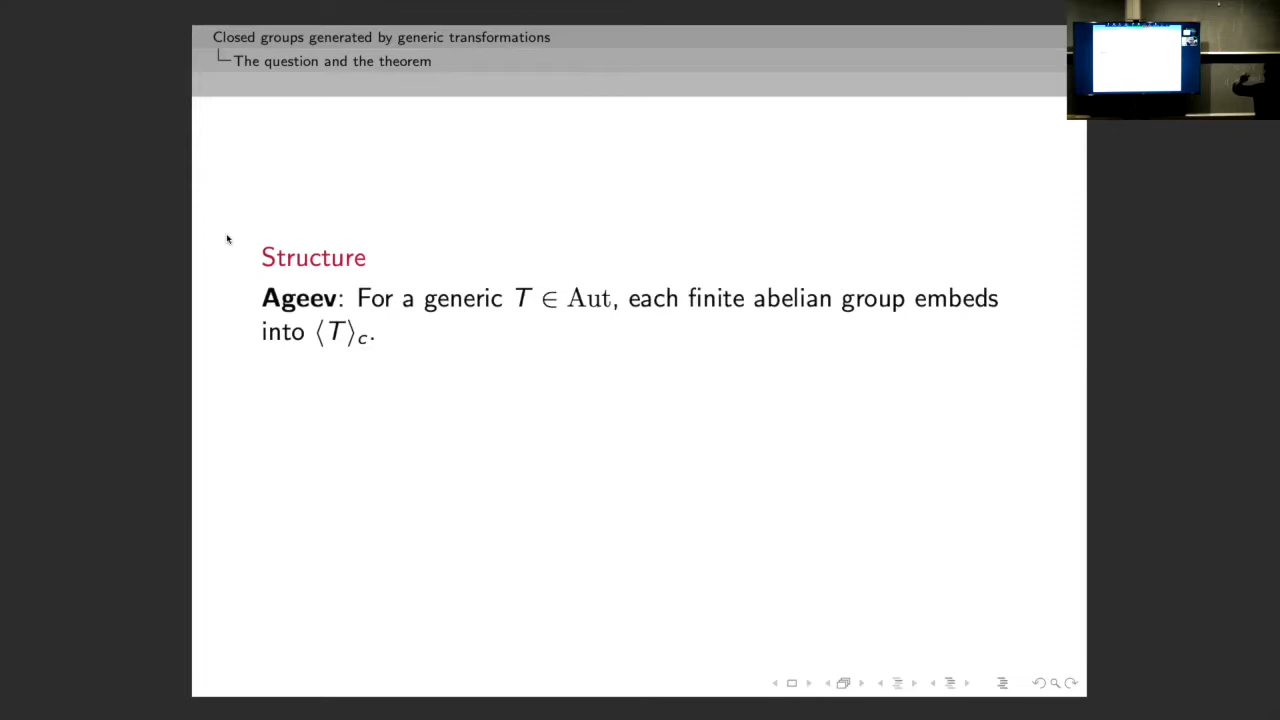 Closed groups generated by generic transformations
The question and the theorem
Structure
Ageev: For a generic T ∈ Aut, each finite abelian group embeds
into ⟨T⟩c.